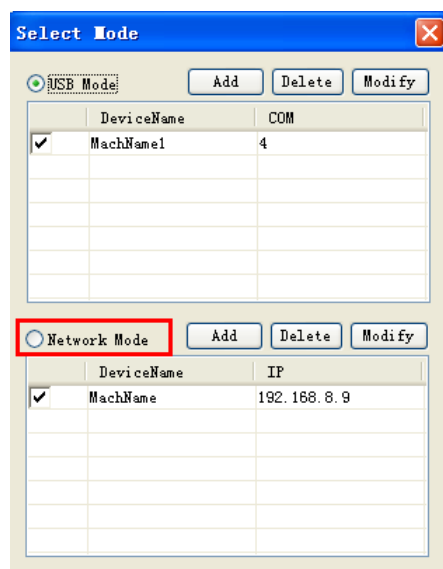 Select Mode
USB Mode Add Delete Modify
DeviceName COM
MachName1 4
Network Mode Add Delete Modify
DeviceName IP
MachName 192.168.8.9